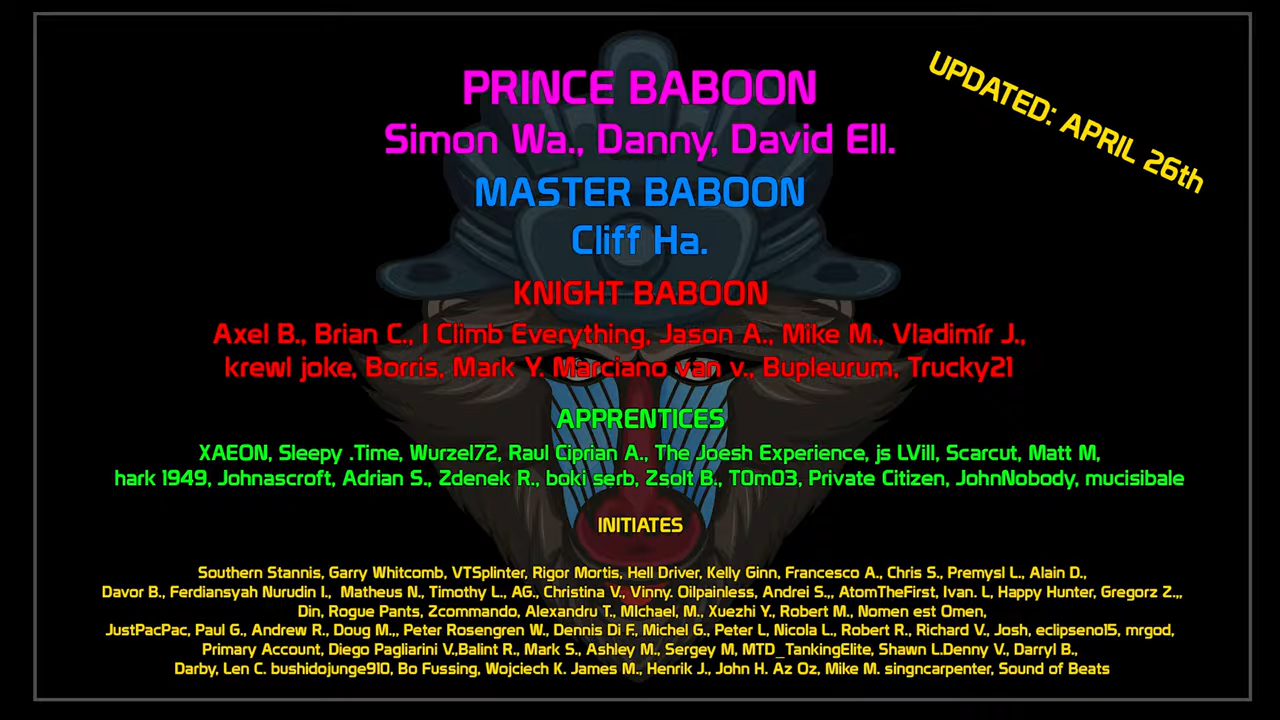 PRINCE BABOON
UPDATED: APRIL 26th
Simon Wa., Danny, David Ell.
MASTER BABOON
Cliff Ha.
KNIGHT BABOON
Axel B., Brian C., I Climb Everything, Jason A., Mike M., Vladimír J.,
krewl joke, Borris, Mark Y. Marciano van v., Bupleurum, Trucky21
APPRENTICES
XAEON, Sleepy .Time, Wurzel72, Raul Ciprian A., The Joesh Experience, js LVill, Scarcut, Matt M,
hark 1949, Johnascroft, Adrian S., Zdenek R., boki serb, Zsolt B., T0m03, Private Citizen, JohnNobody, mucisibale
INITIATES
Southern Stannis, Garry Whitcomb, VTSplinter, Rigor Mortis, Hell Driver, Kelly Ginn, Francesco A., Chris S., Premysl L., Alain D.,
Davor B., Ferdiansyah Nurudin I.,  Matheus N., Timothy L., AG., Christina V., Vinny. Oilpainless, Andrei S.,, AtomTheFirst, Ivan. L, Happy Hunter, Gregorz Z.,,
Din, Rogue Pants, Zcommando, Alexandru T., MIchael, M., Xuezhi Y., Robert M., Nomen est Omen,
JustPacPac, Paul G., Andrew R., Doug M.,, Peter Rosengren W., Dennis Di F., Michel G., Peter L, Nicola L., Robert R., Richard V., Josh, eclipseno15, mrgod,
Primary Account, Diego Pagliarini V.,Balint R., Mark S., Ashley M., Sergey M, MTD_TankingElite, Shawn L.Denny V., Darryl B.,
Darby, Len C. bushidojunge910, Bo Fussing, Wojciech K. James M., Henrik J., John H. Az Oz, Mike M. singncarpenter, Sound of Beats